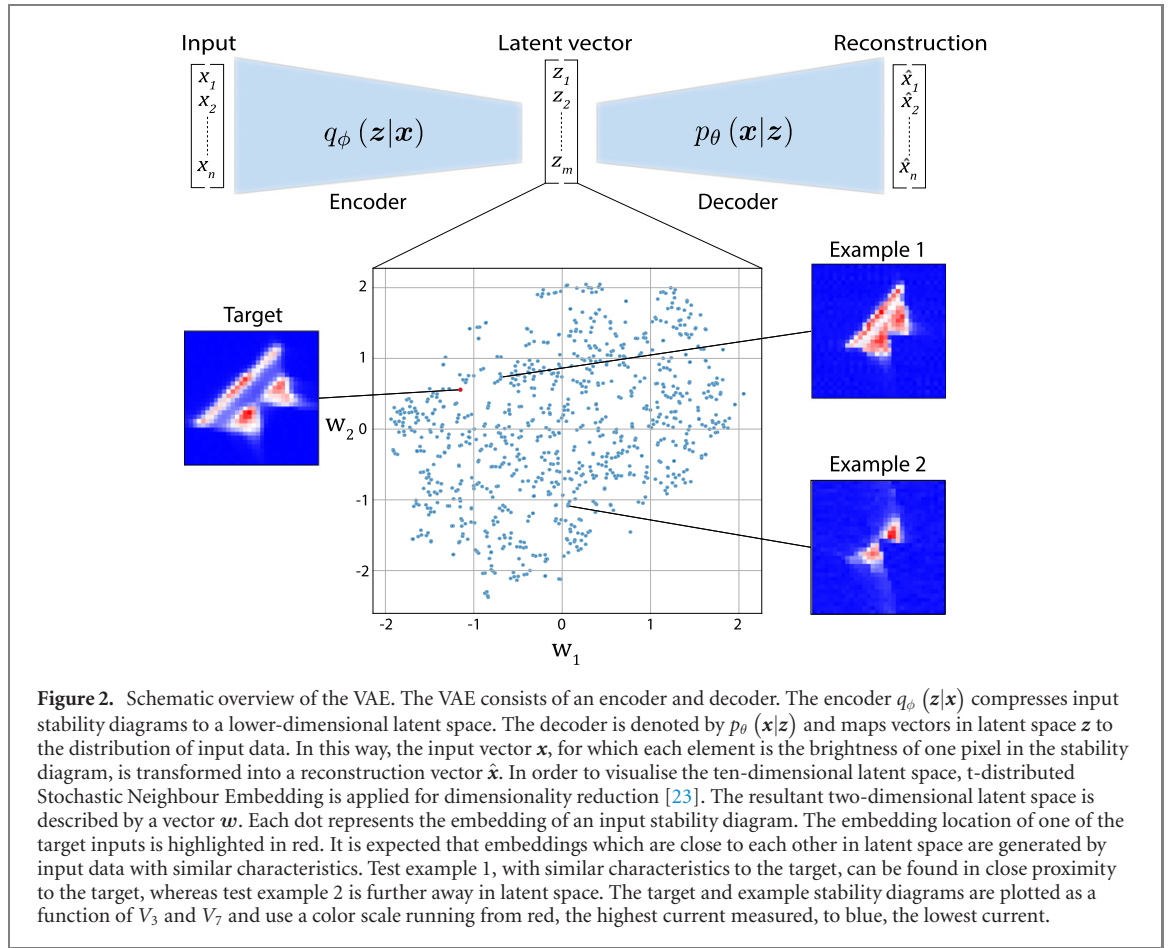 Input
Latent vector
Reconstruction
x1
x2
xn
qϕ (z|x)
z1
z2
zm
pθ (x|z)
x̂1
x̂2
x̂n
Encoder
Decoder
Example 1
Target
2
1
W2 0
-1
-2
Example 2
-2 -1 0 1 2
W1
Figure 2. Schematic overview of the VAE. The VAE consists of an encoder and decoder. The encoder qϕ (z|x) compresses input
stability diagrams to a lower-dimensional latent space. The decoder is denoted by pθ (x|z) and maps vectors in latent space z to
the distribution of input data. In this way, the input vector x, for which each element is the brightness of one pixel in the stability
diagram, is transformed into a reconstruction vector x̂. In order to visualise the ten-dimensional latent space, t-distributed
Stochastic Neighbour Embedding is applied for dimensionality reduction [23]. The resultant two-dimensional latent space is
described by a vector w. Each dot represents the embedding of an input stability diagram. The embedding location of one of the
target inputs is highlighted in red. It is expected that embeddings which are close to each other in latent space are generated by
input data with similar characteristics. Test example 1, with similar characteristics to the target, can be found in close proximity
to the target, whereas test example 2 is further away in latent space. The target and example stability diagrams are plotted as a
function of V3 and V7 and use a color scale running from red, the highest current measured, to blue, the lowest current.